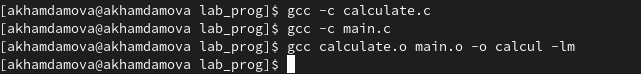 [akhamdamova@akhamdamova lab_prog]$ gcc -c calculate.c
[akhamdamova@akhamdamova lab_prog]$ gcc -c main.c
[akhamdamova@akhamdamova lab_prog]$ gcc calculate.o main.o -o calcul -lm
[akhamdamova@akhamdamova lab_prog]$